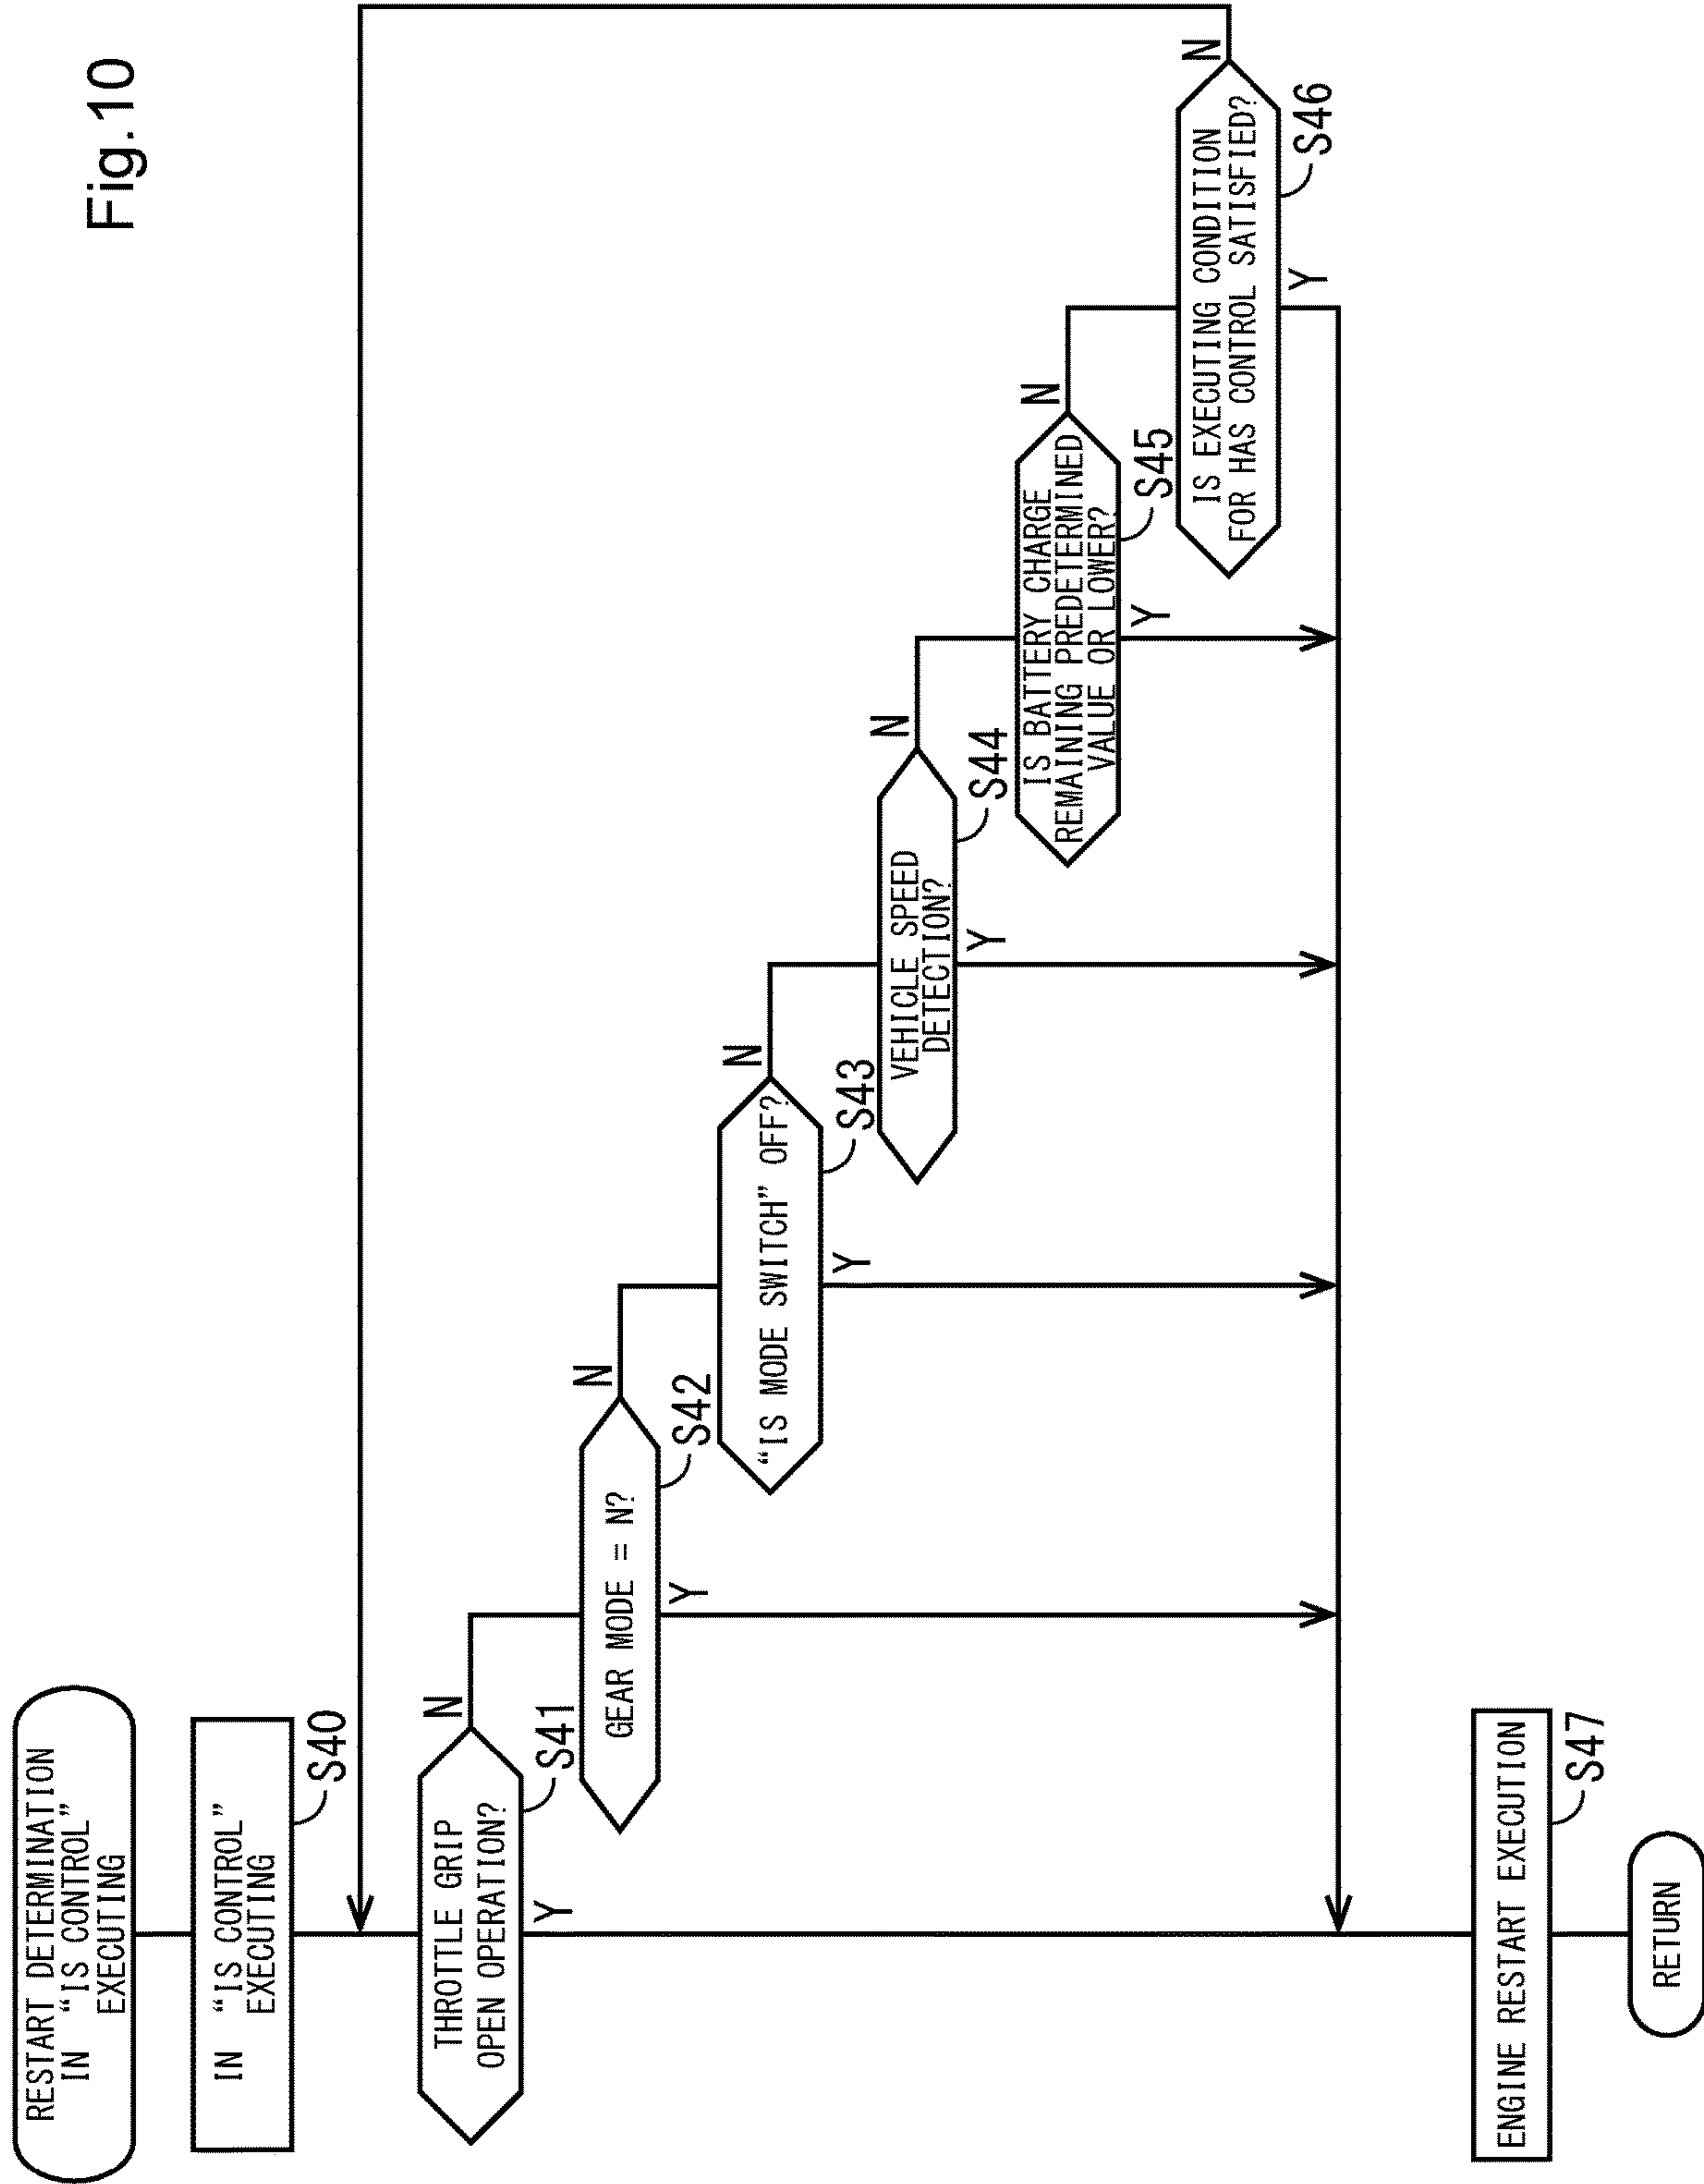 Fig.10
RESTART DETERMINATION
IN “IS CONTROL”
EXECUTING
IN “IS CONTROL”
EXECUTING
S40
THROTTLE GRIP
OPEN OPERATION?
S41
N
Y
GEAR MODE = N?
S42
N
Y
“IS MODE SWITCH” OFF?
S43
N
Y
VEHICLE SPEED
DETECTION?
S44
N
Y
IS BATTERY CHARGE
REMAINING PREDETERMINED
VALUE OR LOWER?
S45
N
Y
IS EXECUTING CONDITION
FOR HAS CONTROL SATISFIED?
S46
N
Y
ENGINE RESTART EXECUTION
S47
RETURN